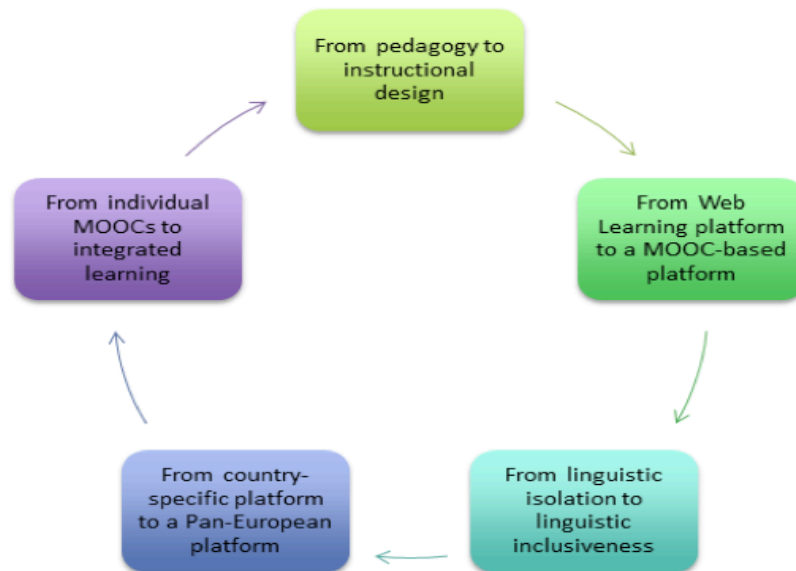 From pedagogy to
instructional
design
From Web
Learning platform
to a MOOC-based
platform
From linguistic
isolation to
linguistic
inclusiveness
From country-
specific platform
to a Pan-European
platform
From individual
MOOCs to
integrated
learning